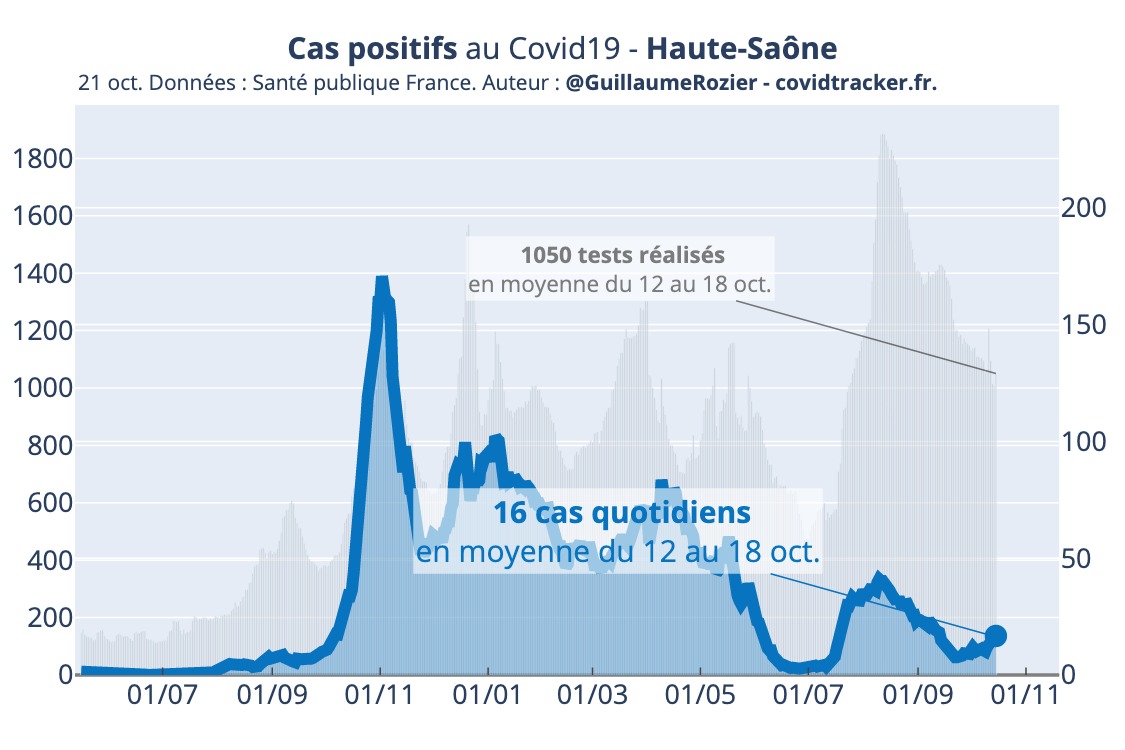 Cas positifs au Covid19 - Haute-Saône
21 oct. Données : Santé publique France. Auteur : @GuillaumeRozier - covidtracker.fr.
1800
1600
1400
1200
1000
800
600
400
200
0
200
150
100
50
0
1050 tests réalisés
en moyenne du 12 au 18 oct.
16 cas quotidiens
en moyenne du 12 au 18 oct.
01/07 01/09 01/11 01/01 01/03 01/05 01/07 01/09 01/11